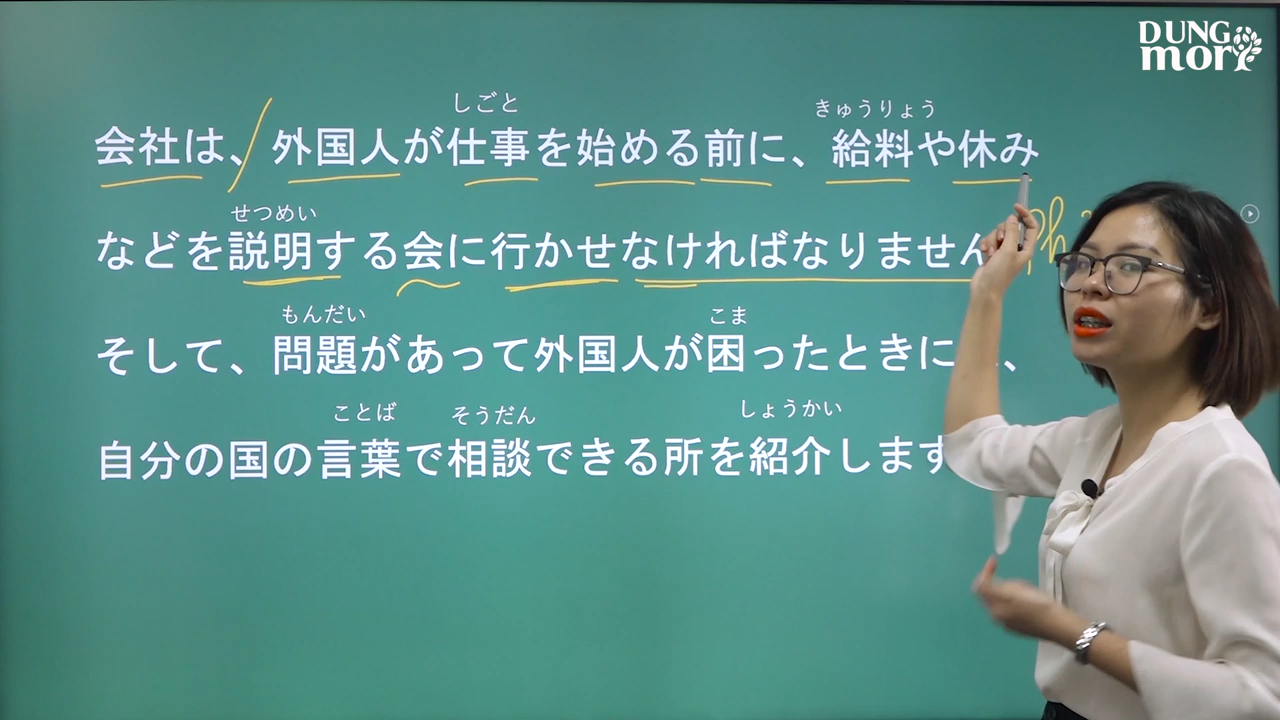 DUNG
mori
しごと きゅうりょう
会社は、外国人が仕事を始める前に、給料や休み
せつめい
などを説明する会に行かせなければなりません
もんだい こま
そして、問題があって外国人が困ったときに、
ことば そうだん しょうかい
自分の国の言葉で相談できる所を紹介します